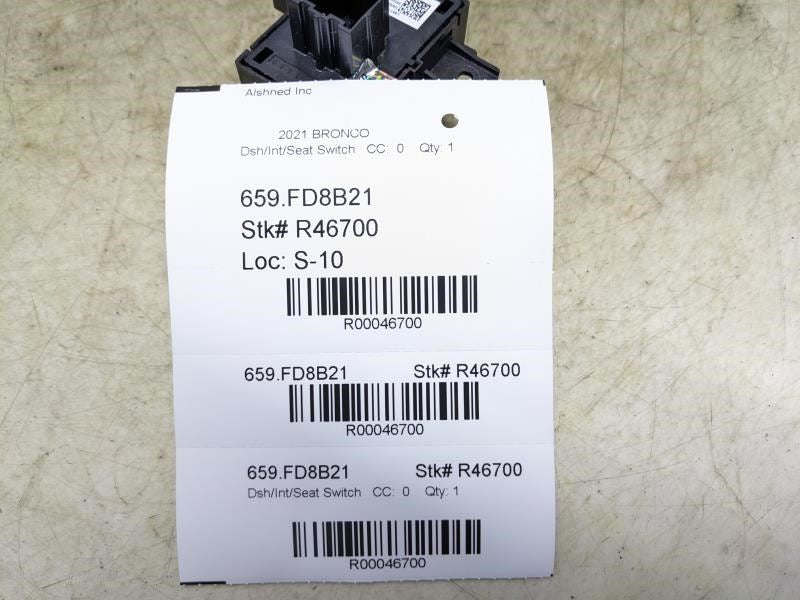 Alshned Inc
2021 BRONCO
Dsh/Int/Seat Switch CC: 0 Qty: 1
659.FD8B21
Stk# R46700
Loc: S-10
R00046700
659.FD8B21 Stk# R46700
R00046700
659.FD8B21 Stk# R46700
Dsh/Int/Seat Switch CC: 0 Qty: 1
R00046700